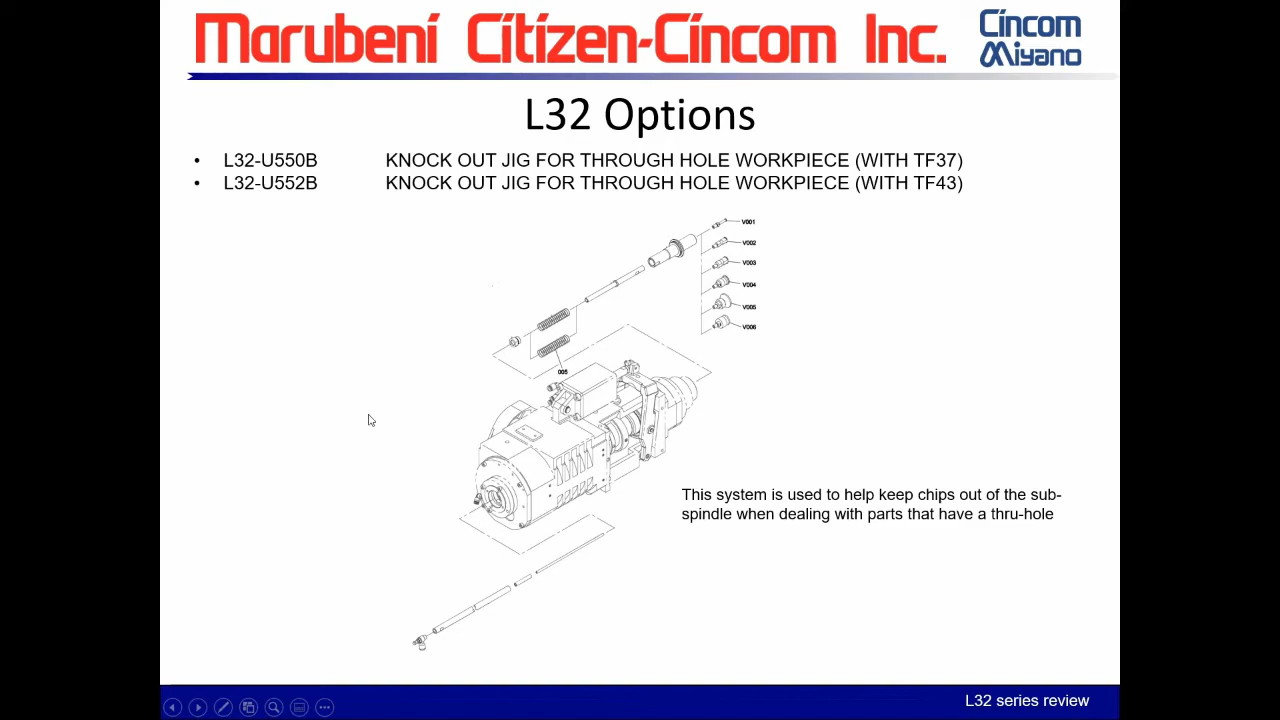 Marubeni Citizen-Cincom Inc.
Cincom
Miyano
L32 Options
• L32-U550B KNOCK OUT JIG FOR THROUGH HOLE WORKPIECE (WITH TF37)
• L32-U552B KNOCK OUT JIG FOR THROUGH HOLE WORKPIECE (WITH TF43)
V001
V002
V003
V004
V005
V006
005
This system is used to help keep chips out of the sub-
spindle when dealing with parts that have a thru-hole
L32 series review